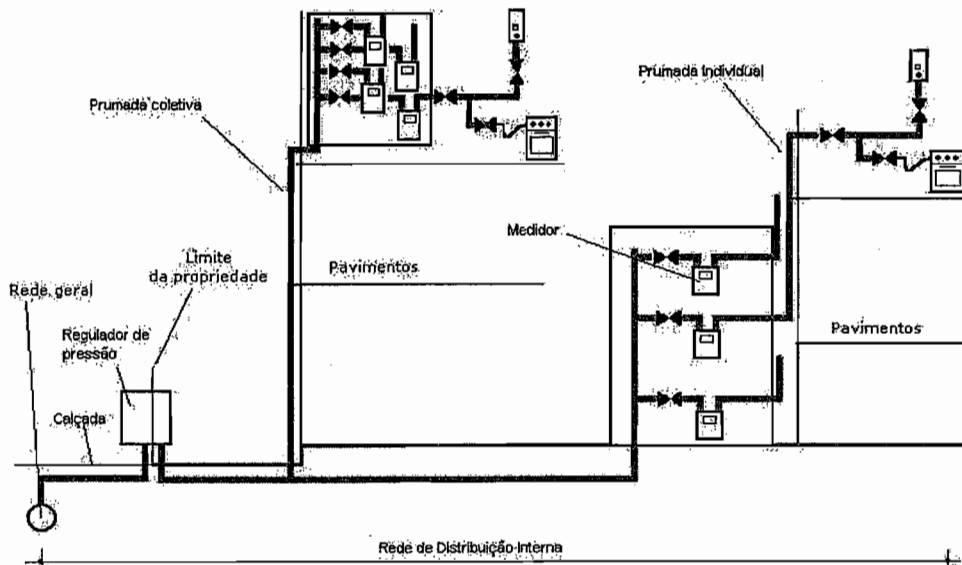 Prumada coletiva
Prumada Individual
Medidor
Limite
da propriedade
Pavimentos
Rede geral
Regulador de
pressão
Pavimentos
Calçada
Rede de Distribuição Interna